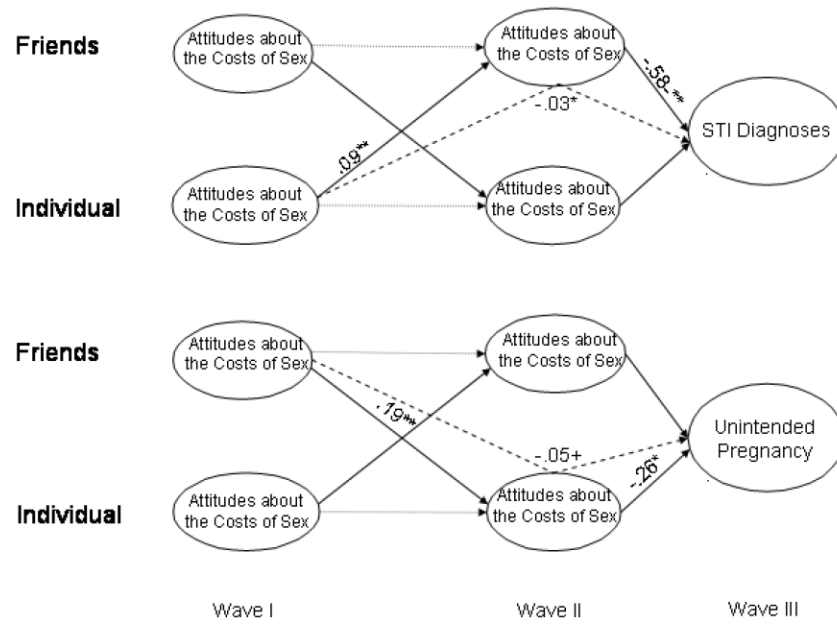 Friends
Attitudes about
the Costs of Sex
Attitudes about
the Costs of Sex
-.58-**
-.03*
STI Diagnoses
.09**
Individual
Attitudes about
the Costs of Sex
Attitudes about
the Costs of Sex
Friends
Attitudes about
the Costs of Sex
Attitudes about
the Costs of Sex
.19**
Unintended
Pregnancy
-.05+
-.26*
Individual
Attitudes about
the Costs of Sex
Attitudes about
the Costs of Sex
Wave I
Wave II
Wave III